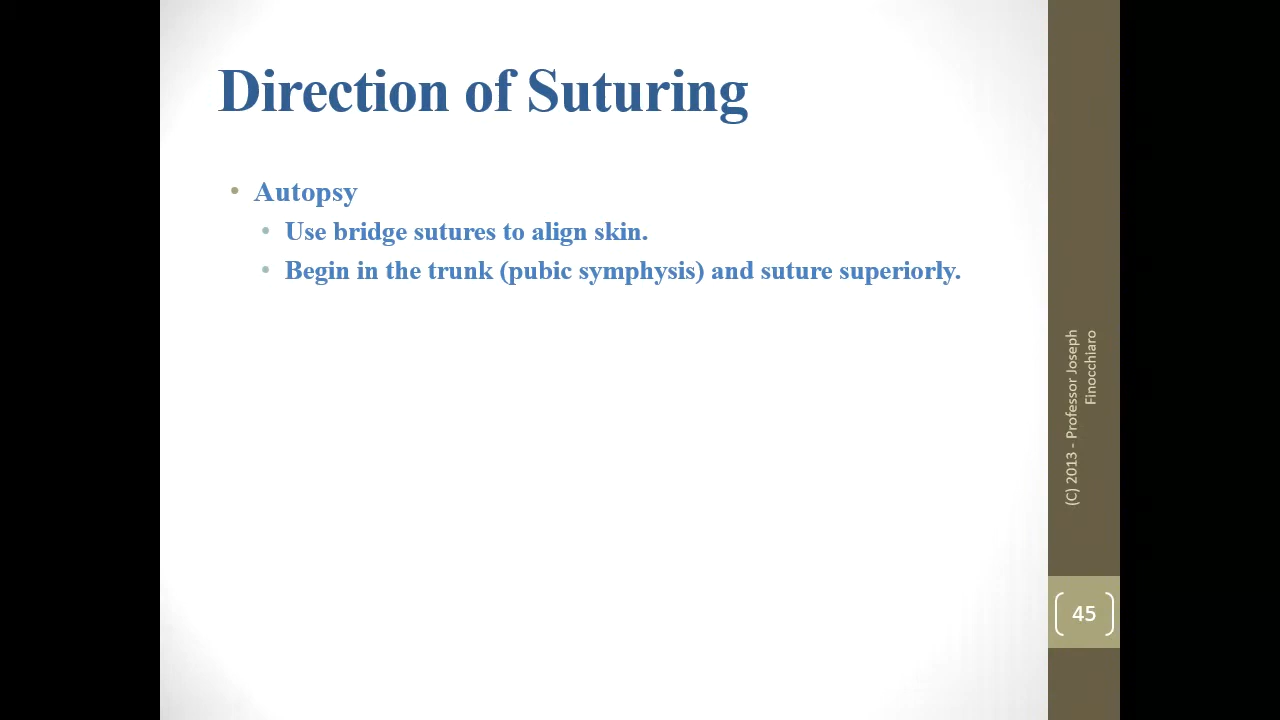 Direction of Suturing
• Autopsy
• Use bridge sutures to align skin.
• Begin in the trunk (pubic symphysis) and suture superiorly.
(C) 2013 - Professor Joseph
Finocchiaro
45